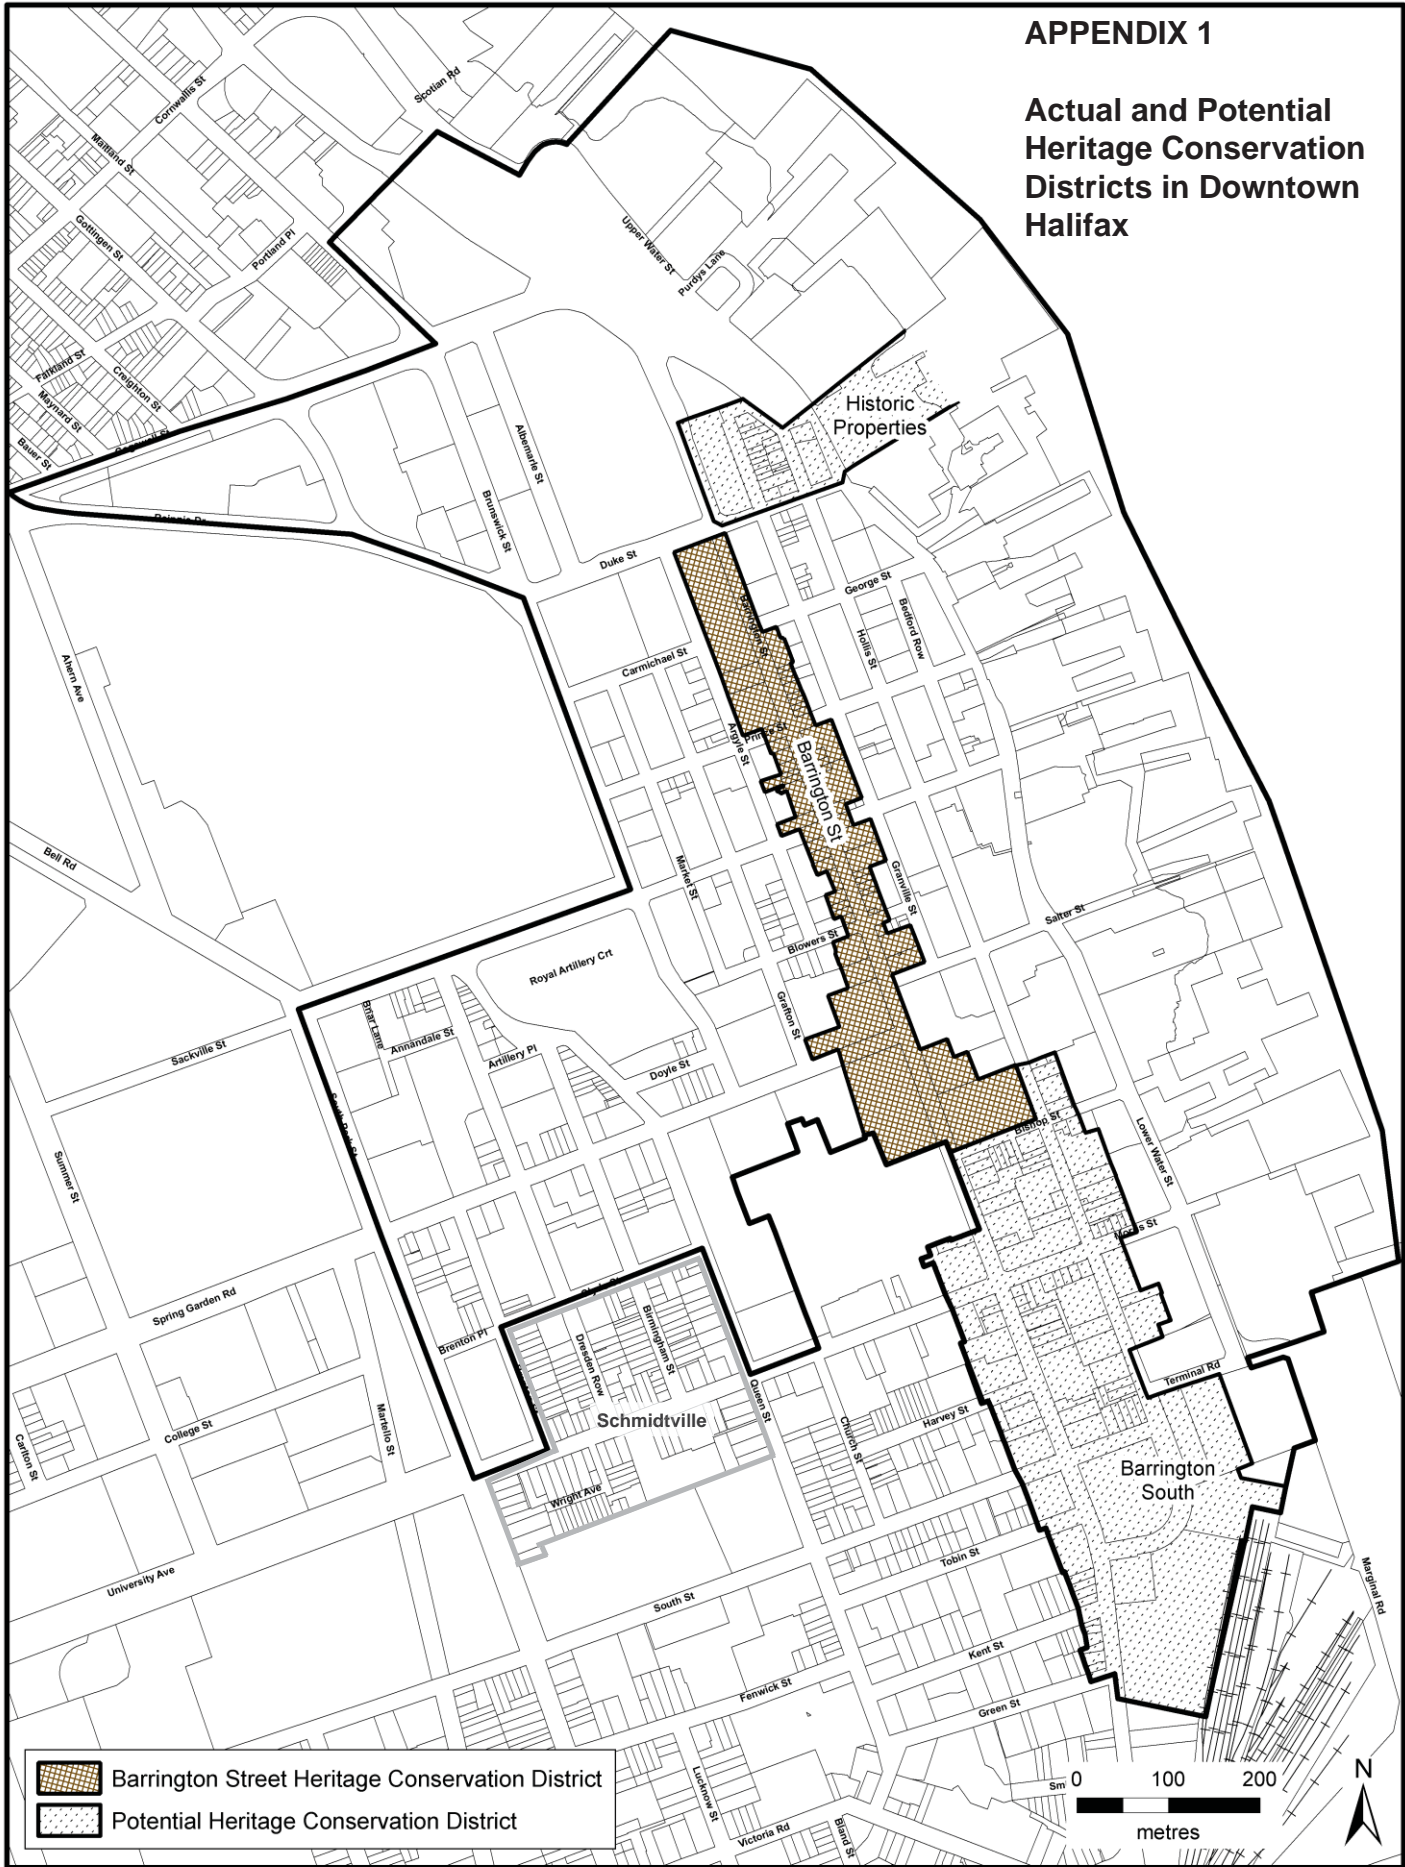 APPENDIX 1
Actual and Potential
Heritage Conservation
Districts in Downtown
Halifax
Scotian Rd
Cornwallis St
Maitland St
Gottingen St
Portland Pl
Upper Water St
Purdys Lane
Falkland St
Creighton St
Maynard St
Bauer St
Albemarle St
Brunswick St
Historic
Properties
Duke St
George St
Barrington St
Hollis St
Bedford Row
Carmichael St
Ahern Ave
Argyle St
Barrington St
Bell Rd
Market St
Granville St
Salter St
Blowers St
Royal Artillery Crt
Grafton St
Briar Lane
Annandale St
Artillery Pl
Sackville St
Doyle St
Bishop St
Lower Water St
Summer St
Spring Garden Rd
Brenton Pl
Dresden Row
Birmingham St
Queen St
Schmidtville
Terminal Rd
Martello St
College St
Carlton St
Church St
Harvey St
Barrington
South
Wright Ave
Tobin St
University Ave
South St
Marginal Rd
Kent St
Fenwick St
Green St
Lucknow St
Victoria Rd
Bland St
Sm
Barrington Street Heritage Conservation District
Potential Heritage Conservation District
0 100 200
metres
N